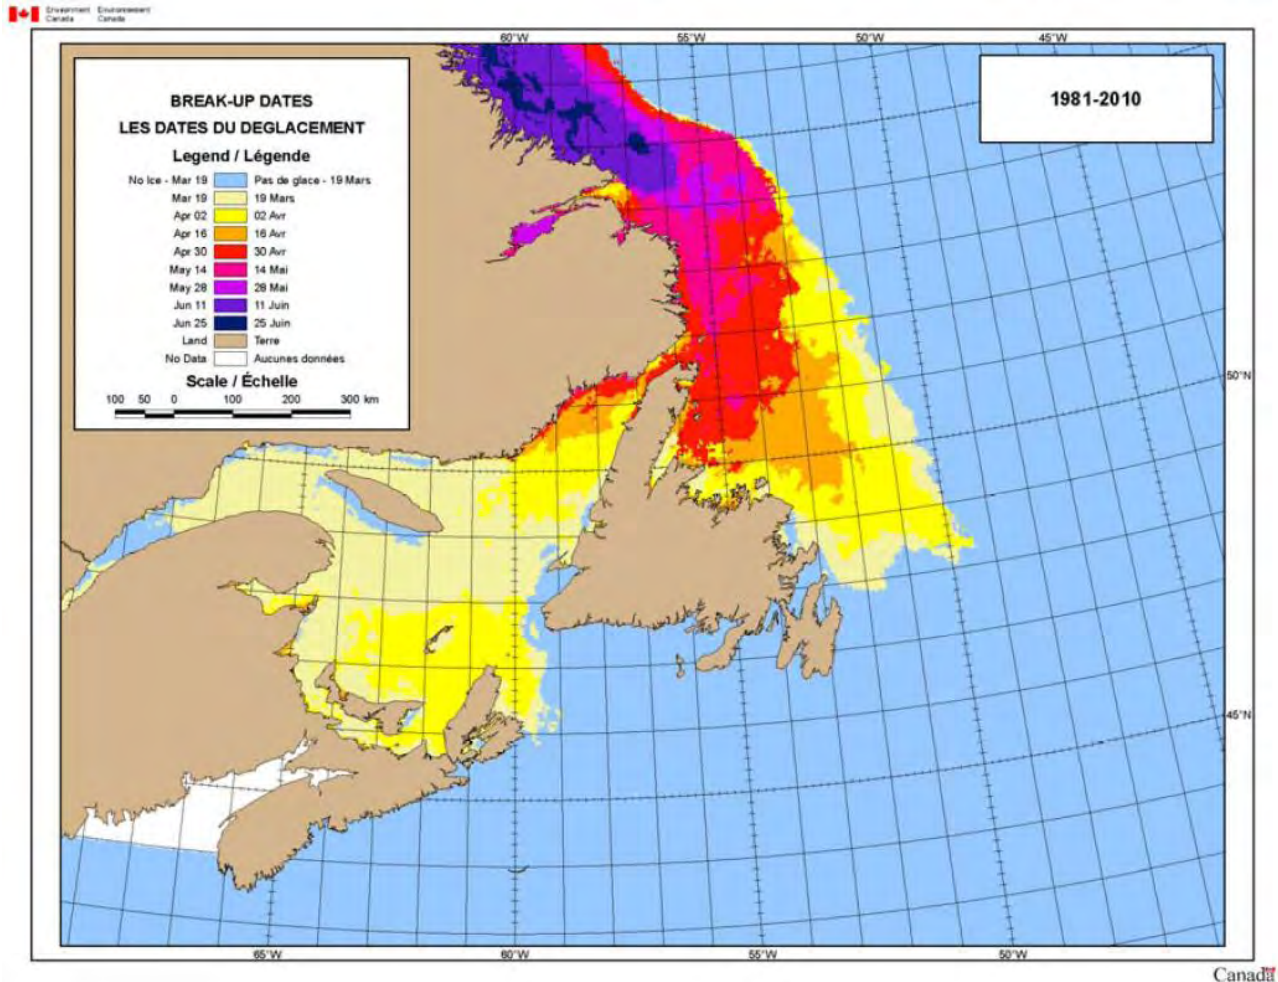 Environment Environnement
Canada Canada
60°W 55°W 50°W 45°W
1981-2010
BREAK-UP DATES
LES DATES DU DEGLACEMENT
Legend / Légende
No Ice - Mar 19 Pas de glace - 19 Mars
Mar 19 19 Mars
Apr 02 02 Avr
Apr 16 16 Avr
Apr 30 30 Avr
May 14 14 Mai
May 28 28 Mai
Jun 11 11 Juin
Jun 25 25 Juin
Land Terre
No Data Aucunes données
Scale / Échelle
100 50 0 100 200 300 km
50°N
45°N
65°W 60°W 55°W 50°W
Canada